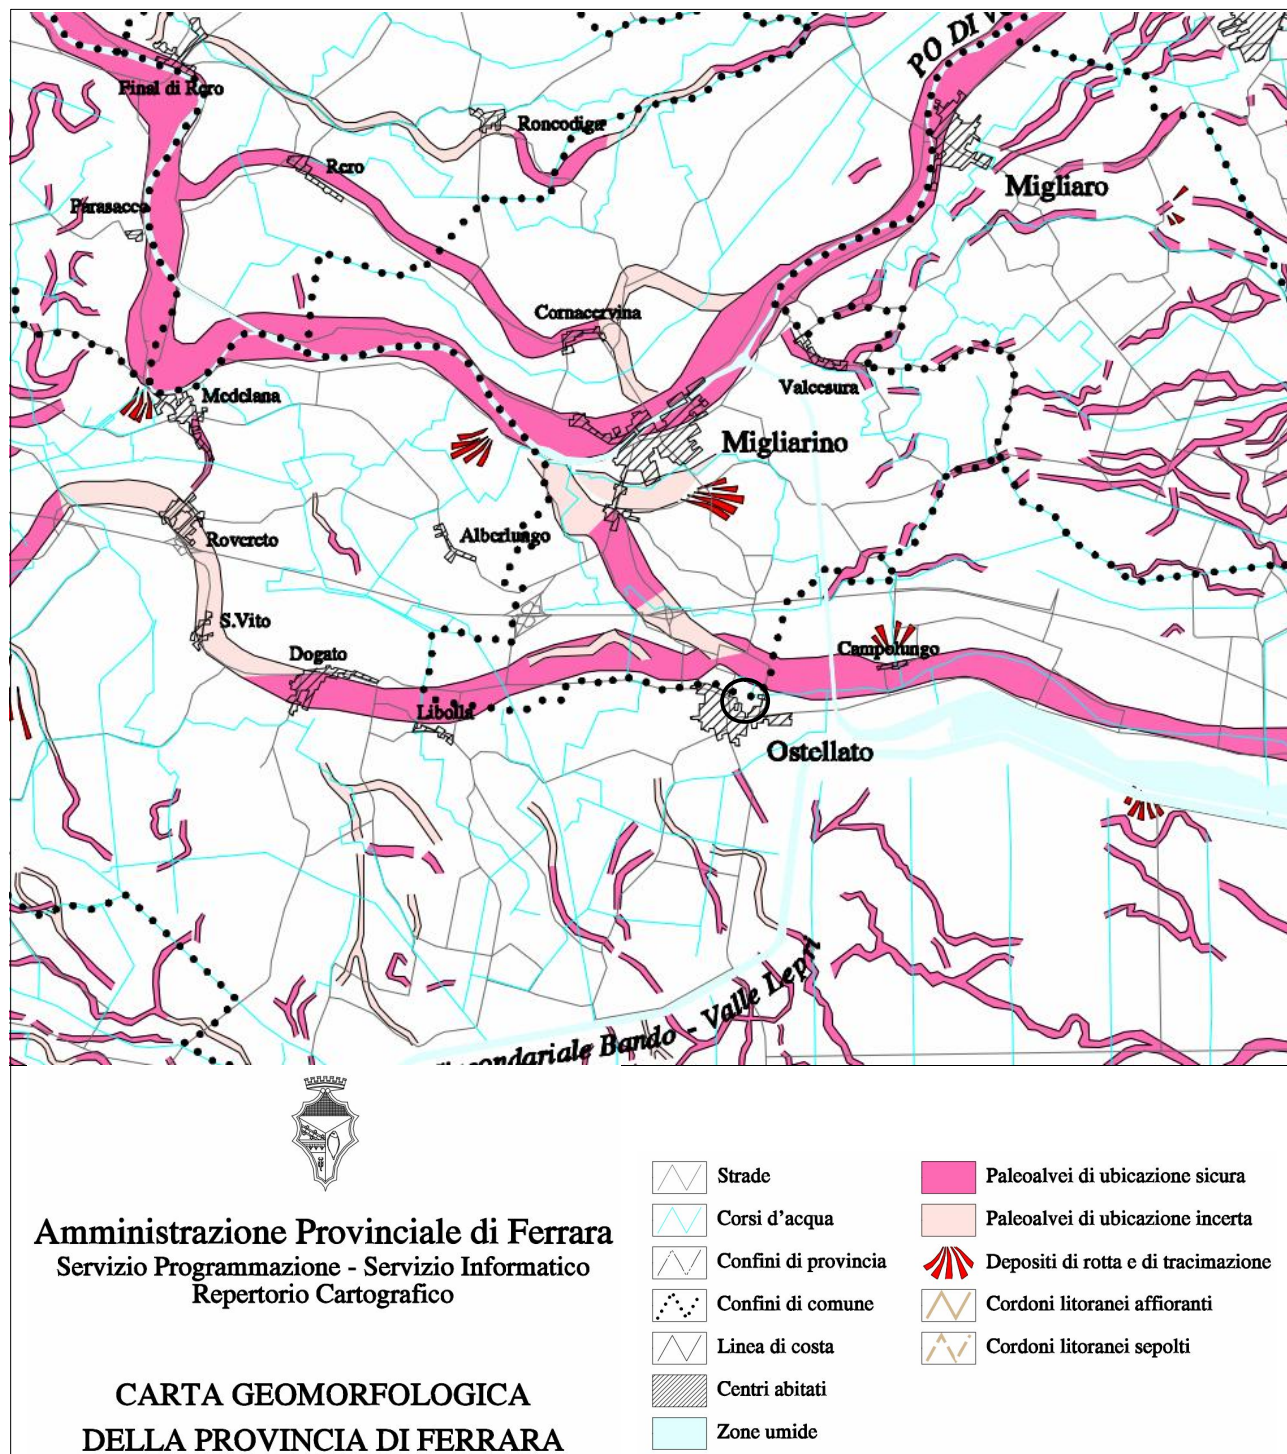 PO DI V
Final di Rero
Roncodiga
Rero
Migliaro
Parasacco
Cornacervina
Valcesura
Medelana
Migliarino
Rovereto
Alberlungo
S.Vito
Dogato
Campolungo
Libolla
Ostellato
condariale Bando - Valle Lepri
Amministrazione Provinciale di Ferrara
Servizio Programmazione - Servizio Informatico
Repertorio Cartografico
CARTA GEOMORFOLOGICA
DELLA PROVINCIA DI FERRARA
Strade
Corsi d'acqua
Confini di provincia
Confini di comune
Linea di costa
Centri abitati
Zone umide
Paleoalvei di ubicazione sicura
Paleoalvei di ubicazione incerta
Depositi di rotta e di tracimazione
Cordoni litoranei affioranti
Cordoni litoranei sepolti